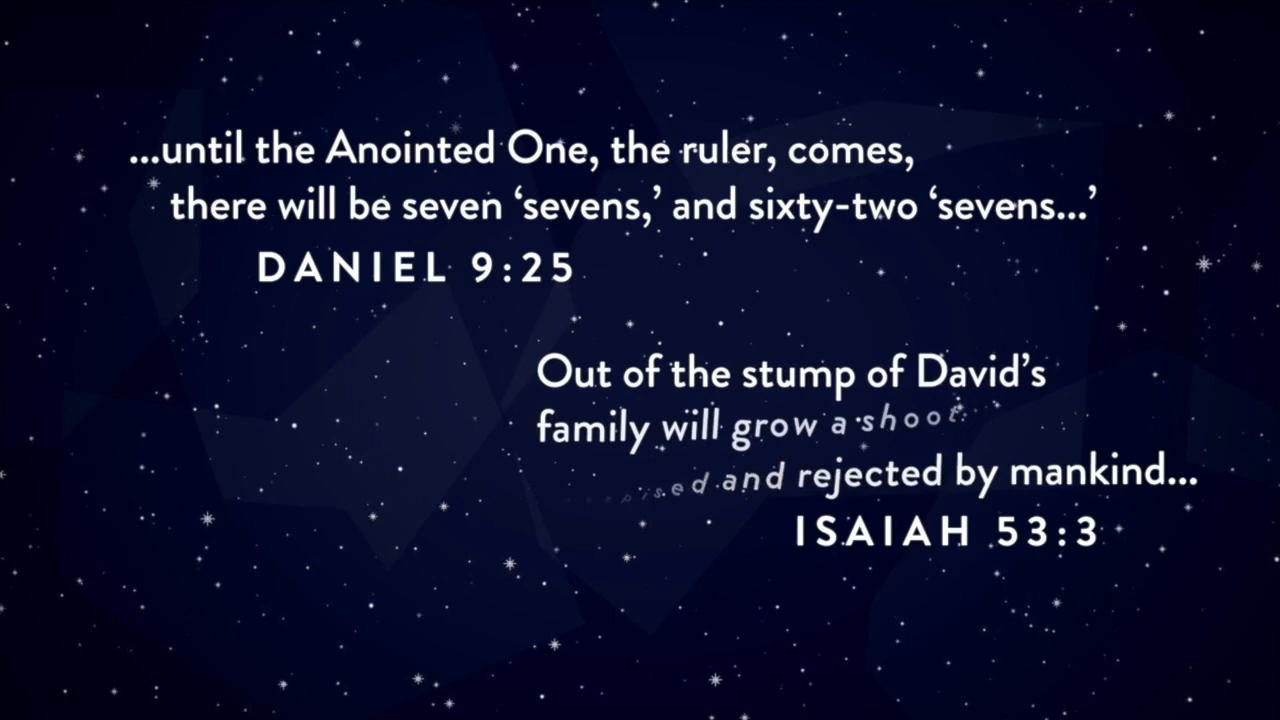 ...until the Anointed One, the ruler, comes,
there will be seven ‘sevens,’ and sixty-two ‘sevens...’
DANIEL 9:25
Out of the stump of David’s
family will grow a shoot
and rejected by mankind...
ISAIAH 53:3